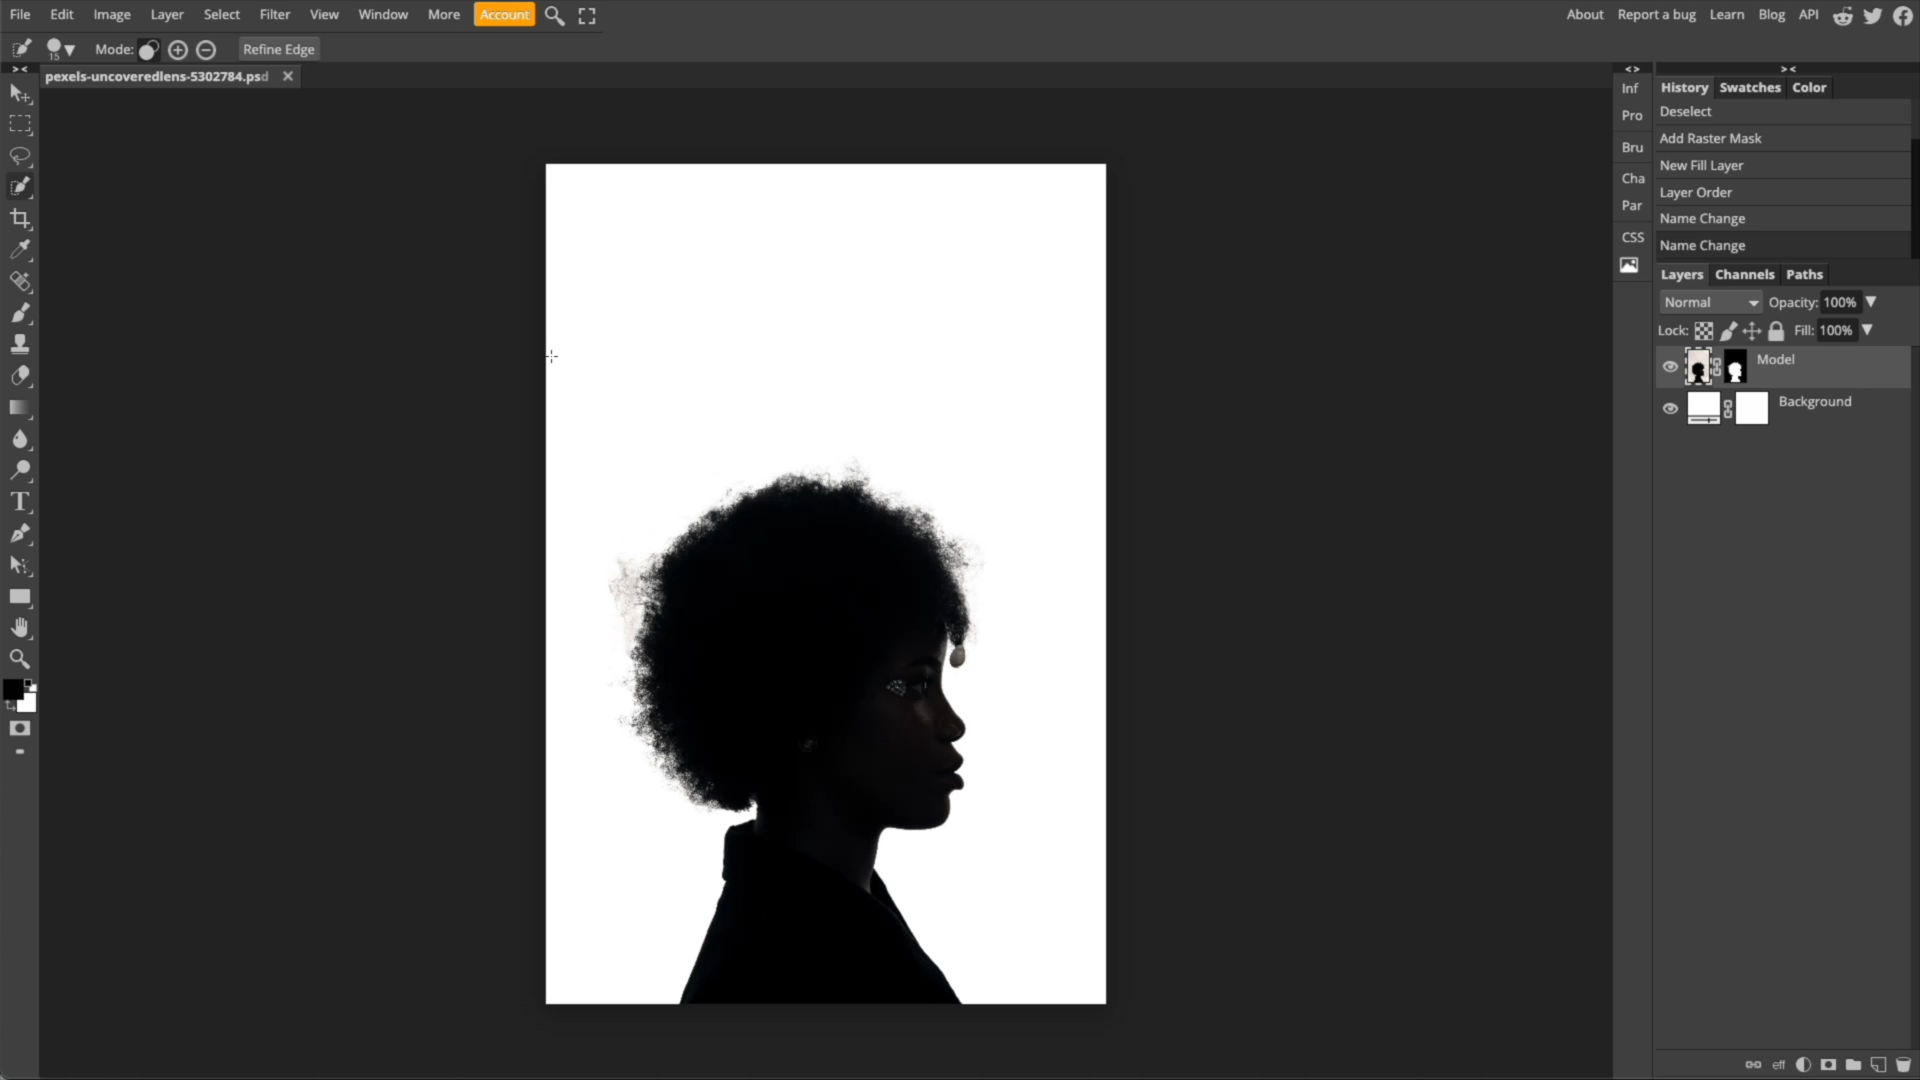 File Edit Image Layer Select Filter View Window More Account About Report a bug Learn Blog API
15 Mode: Refine Edge
pexels-uncoveredlens-5302784.psd
Inf
Pro
Bru
Cha
Par
CSS
History Swatches Color
Deselect
Add Raster Mask
New Fill Layer
Layer Order
Name Change
Name Change
Layers Channels Paths
Normal Opacity: 100%
Lock: Fill: 100%
Model
Background
eff